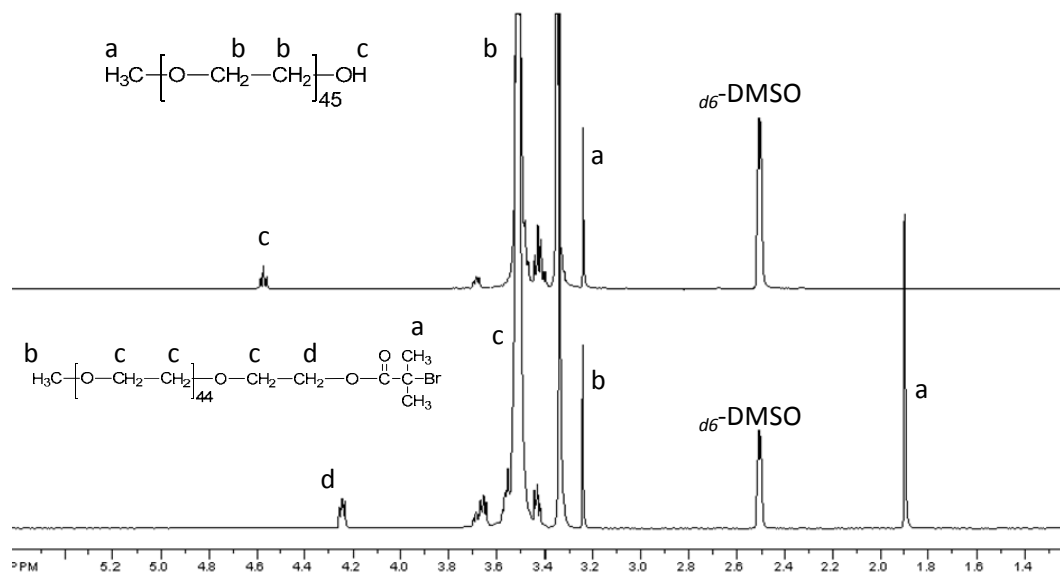 a b b c b
H₃C—[O—CH₂—CH₂]₄₅—OH
d6-DMSO
a
c
a
b c c c d c
O CH₃
H₃C—[O—CH₂—CH₂]₄₄—O—CH₂—CH₂—O—C—C—Br
CH₃
b
a
d6-DMSO
d
PPM 5.2 5.0 4.8 4.6 4.4 4.2 4.0 3.8 3.6 3.4 3.2 3.0 2.8 2.6 2.4 2.2 2.0 1.8 1.6 1.4